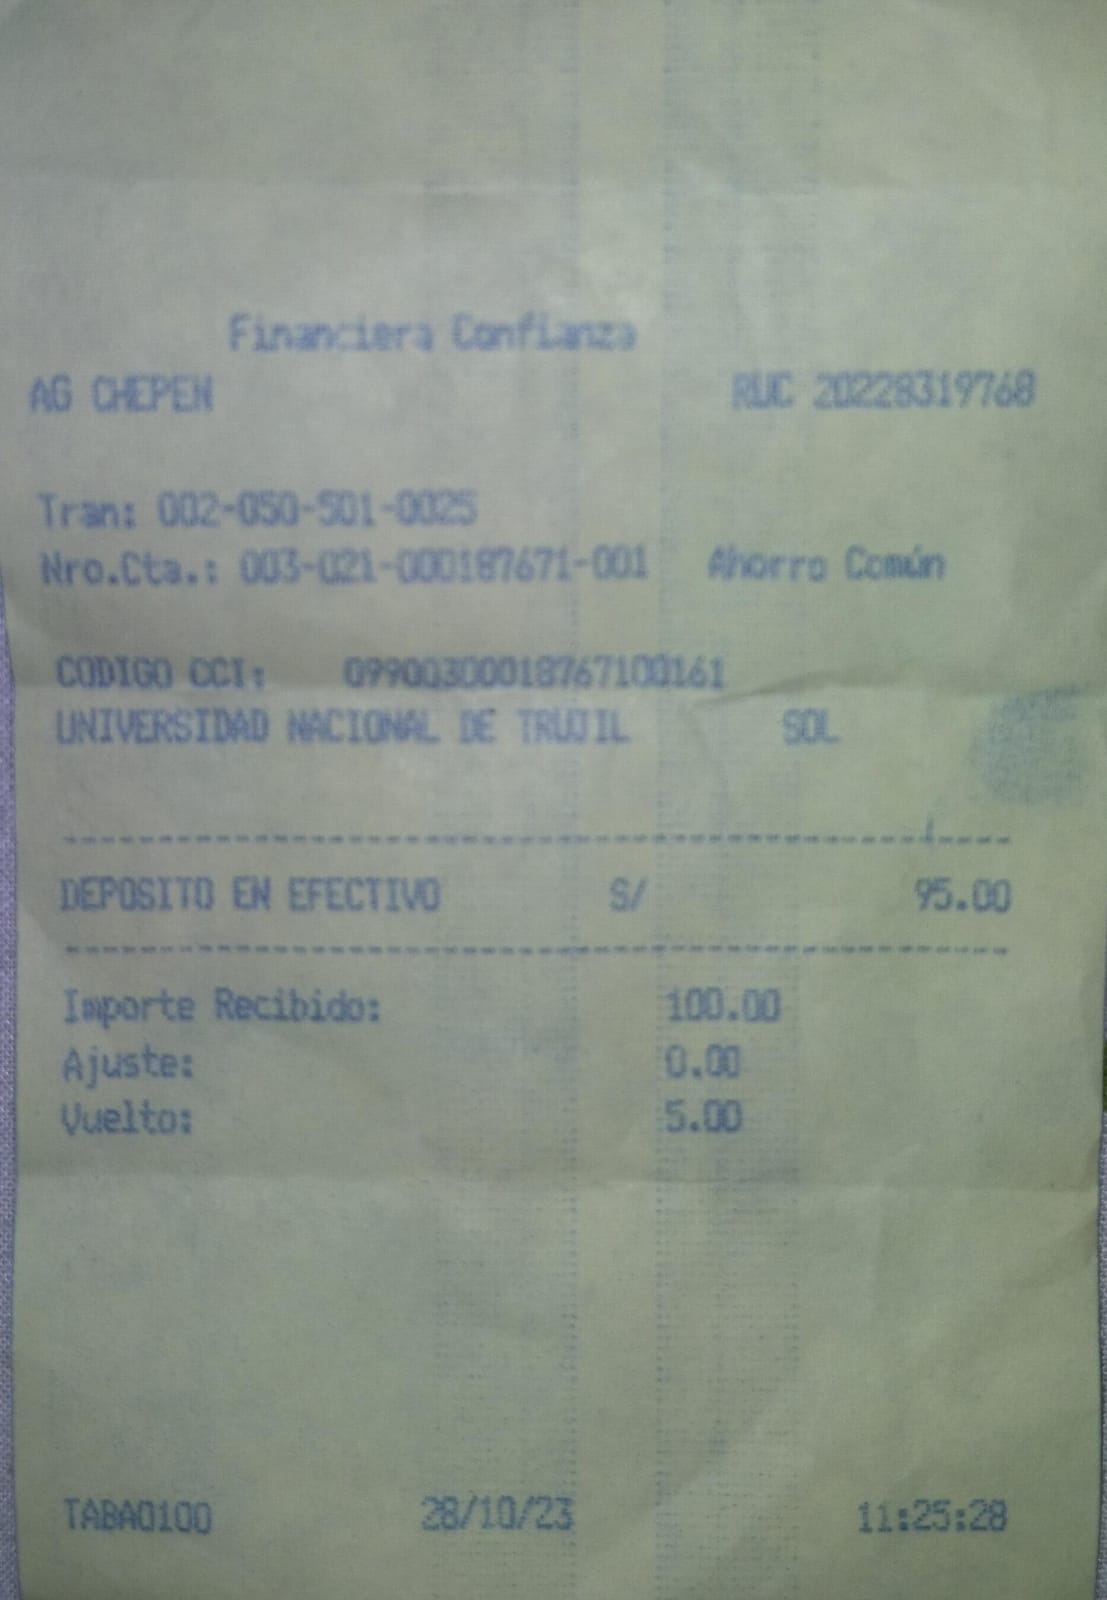 Financiera Confianza
AG CHEPEN RUC 20228319768
Tran: 002-050-501-0025
Nro.Cta.: 003-021-000187671-001 Ahorro Común
CODIGO CCI: 09900300018767100161
UNIVERSIDAD NACIONAL DE TRUJIL SOL
DEPOSITO EN EFECTIVO S/ 95.00
Importe Recibido: 100.00
Ajuste: 0.00
Vuelto: 5.00
TABA0100 28/10/23 11:25:28